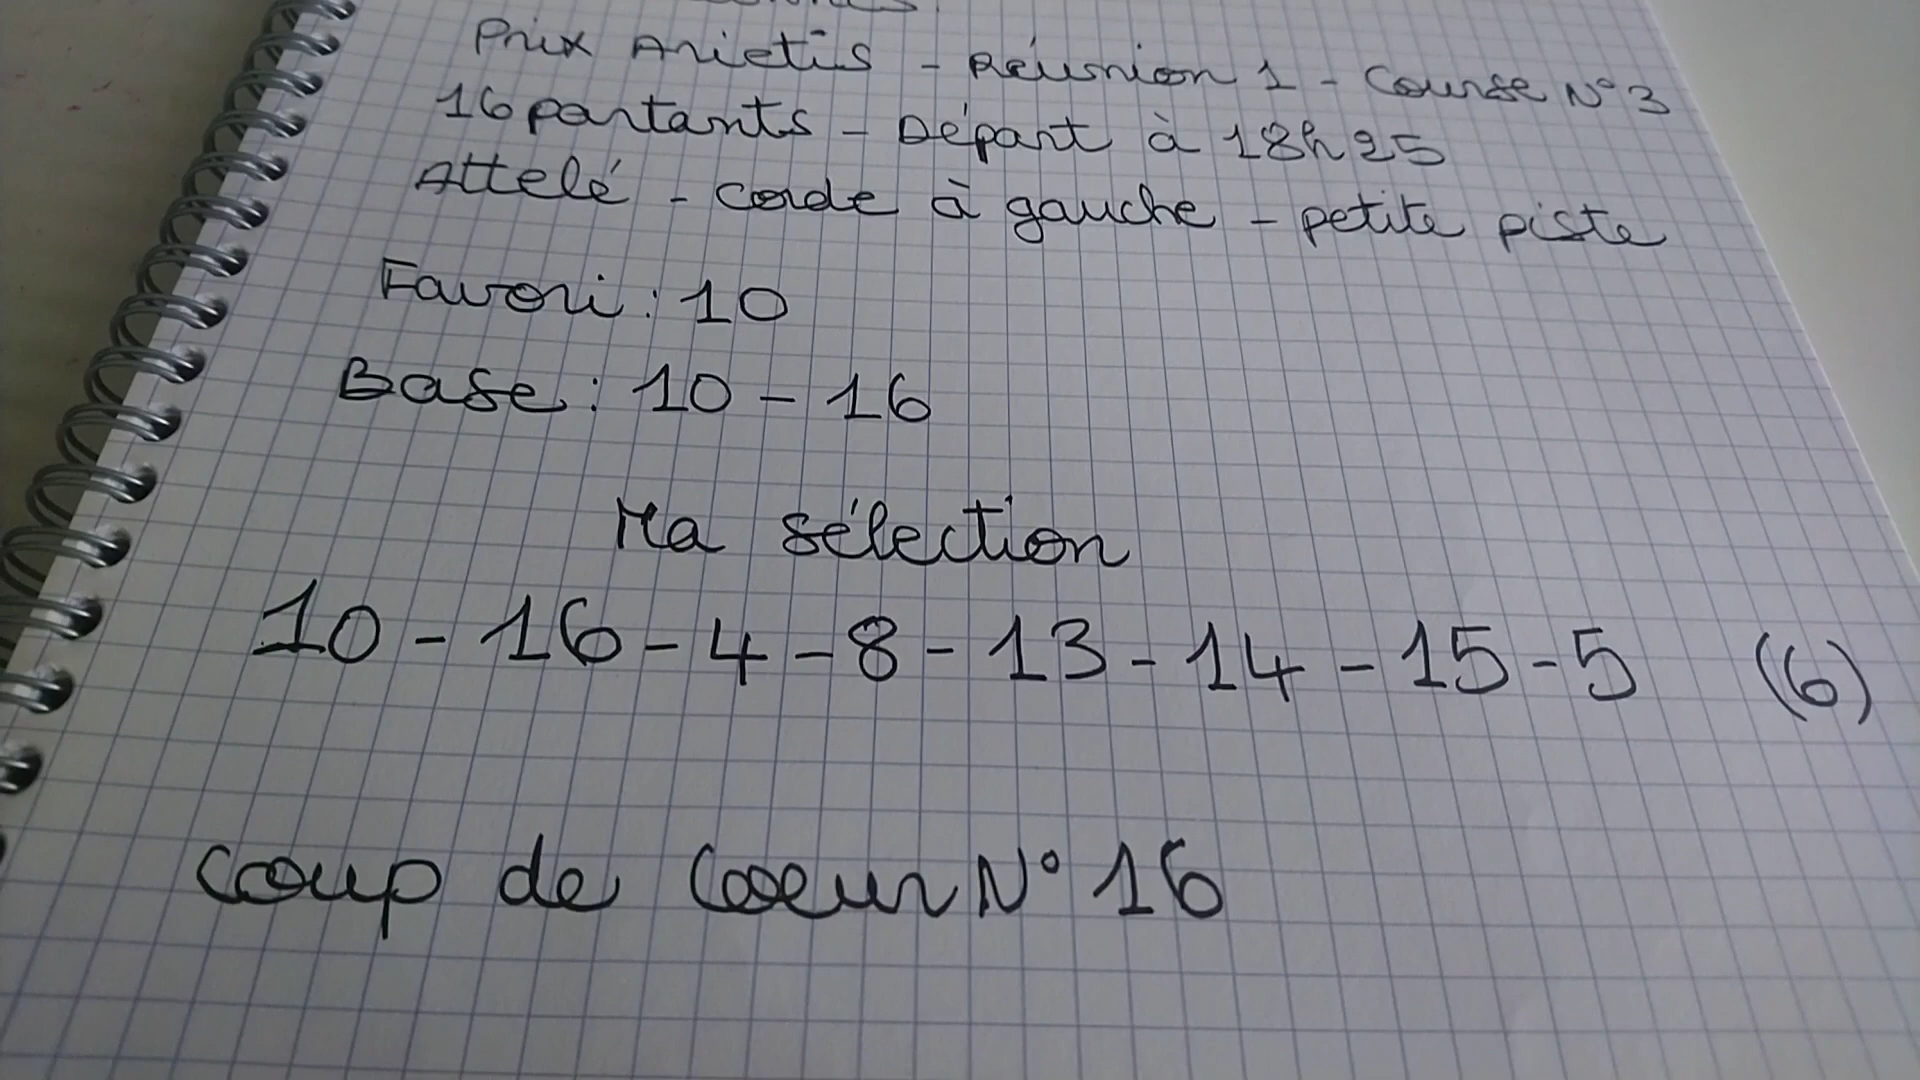 Prix Arietis - Réunion 1 - Course N° 3
16 partants - Départ à 18h25
Attelé - corde à gauche - petite piste
Favori : 10
Base : 10 - 16
Ma sélection
10 - 16 - 4 - 8 - 13 - 14 - 15 - 5 (6)
Coup de Coeur N° 16